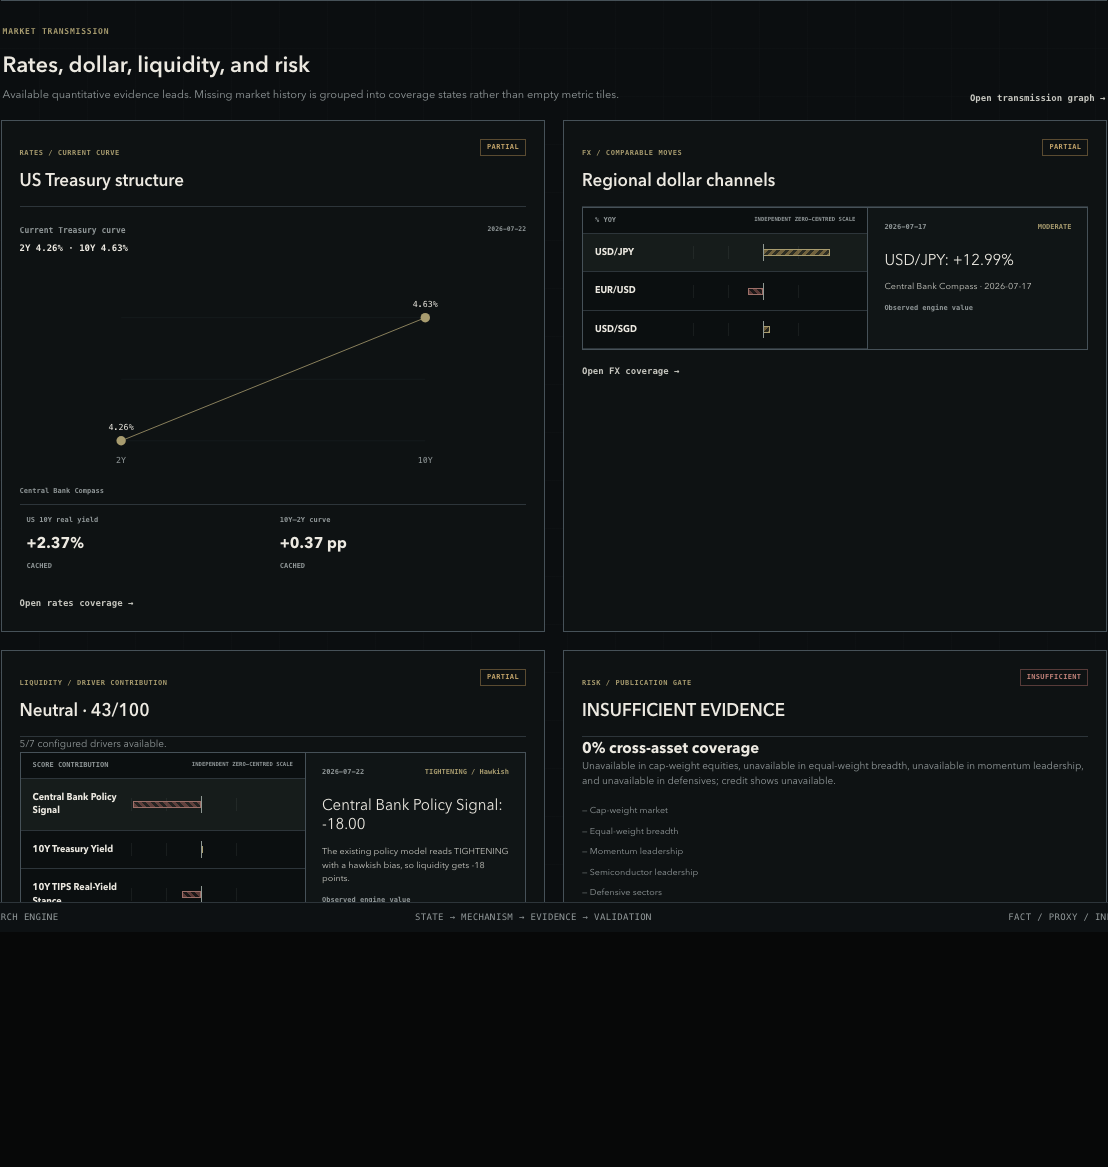 MARKET TRANSMISSION
Rates, dollar, liquidity, and risk
Available quantitative evidence leads. Missing market history is grouped into coverage states rather than empty metric tiles.
Open transmission graph →
RATES / CURRENT CURVE
PARTIAL
US Treasury structure
Current Treasury curve
2026-07-22
2Y 4.26% · 10Y 4.63%
4.63%
4.26%
2Y
10Y
Central Bank Compass
US 10Y real yield
10Y-2Y curve
+2.37%
+0.37 pp
CACHED
CACHED
Open rates coverage →
FX / COMPARABLE MOVES
PARTIAL
Regional dollar channels
% YOY
INDEPENDENT ZERO-CENTRED SCALE
USD/JPY
EUR/USD
USD/SGD
2026-07-17
MODERATE
USD/JPY: +12.99%
Central Bank Compass · 2026-07-17
Observed engine value
Open FX coverage →
LIQUIDITY / DRIVER CONTRIBUTION
PARTIAL
Neutral · 43/100
5/7 configured drivers available.
SCORE CONTRIBUTION
INDEPENDENT ZERO-CENTRED SCALE
Central Bank Policy
Signal
10Y Treasury Yield
10Y TIPS Real-Yield
Stance
2026-07-22
TIGHTENING / Hawkish
Central Bank Policy Signal:
-18.00
The existing policy model reads TIGHTENING
with a hawkish bias, so liquidity gets -18
points.
Observed engine value
RISK / PUBLICATION GATE
INSUFFICIENT
INSUFFICIENT EVIDENCE
0% cross-asset coverage
Unavailable in cap-weight equities, unavailable in equal-weight breadth, unavailable in momentum leadership,
and unavailable in defensives; credit shows unavailable.
— Cap-weight market
— Equal-weight breadth
— Momentum leadership
— Semiconductor leadership
— Defensive sectors
RCH ENGINE
STATE → MECHANISM → EVIDENCE → VALIDATION
FACT / PROXY / IN